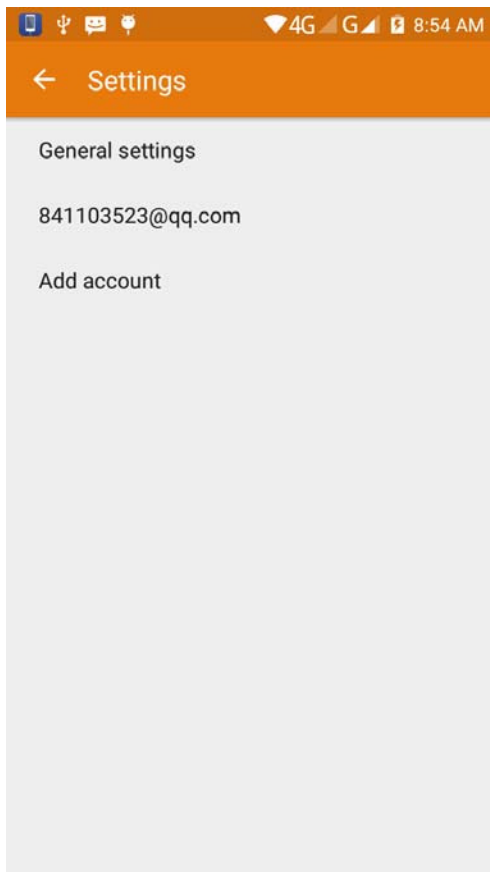 4G G 8:54 AM
Settings
General settings
841103523@qq.com
Add account